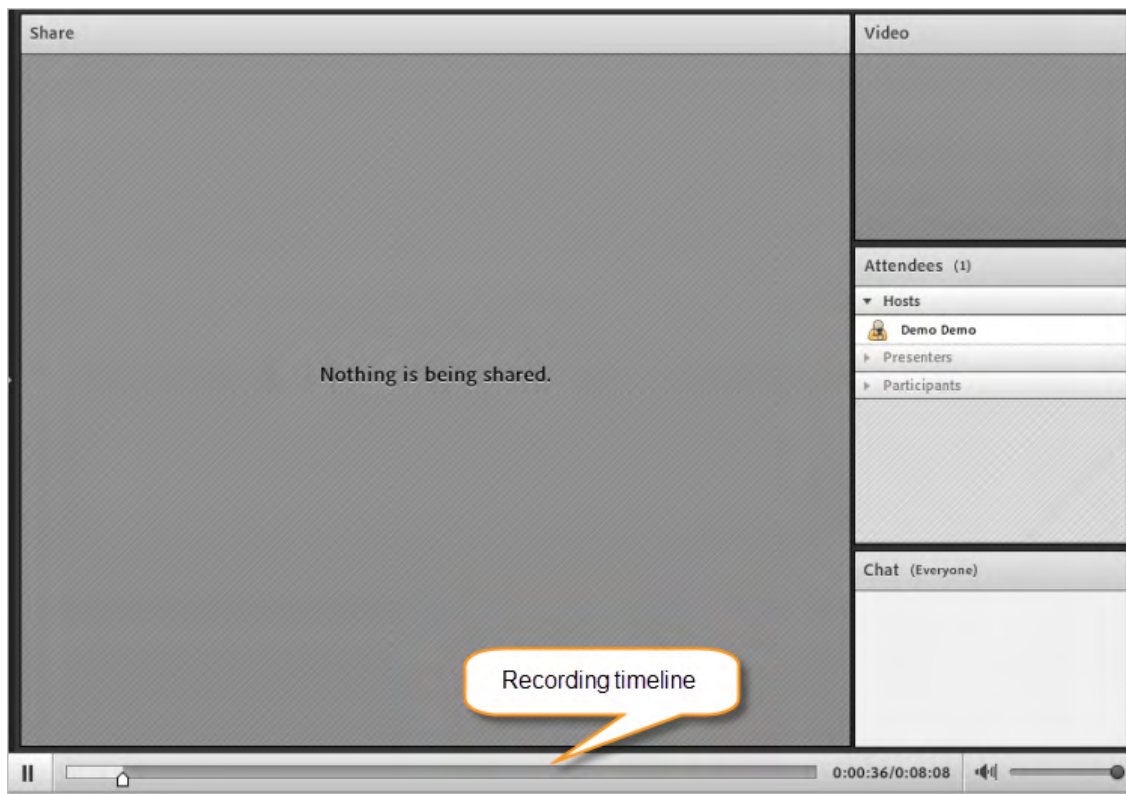 Share
Nothing is being shared.
Video
Attendees (1)
Hosts
Demo Demo
Presenters
Participants
Chat (Everyone)
Recording timeline
0:00:36/0:08:08